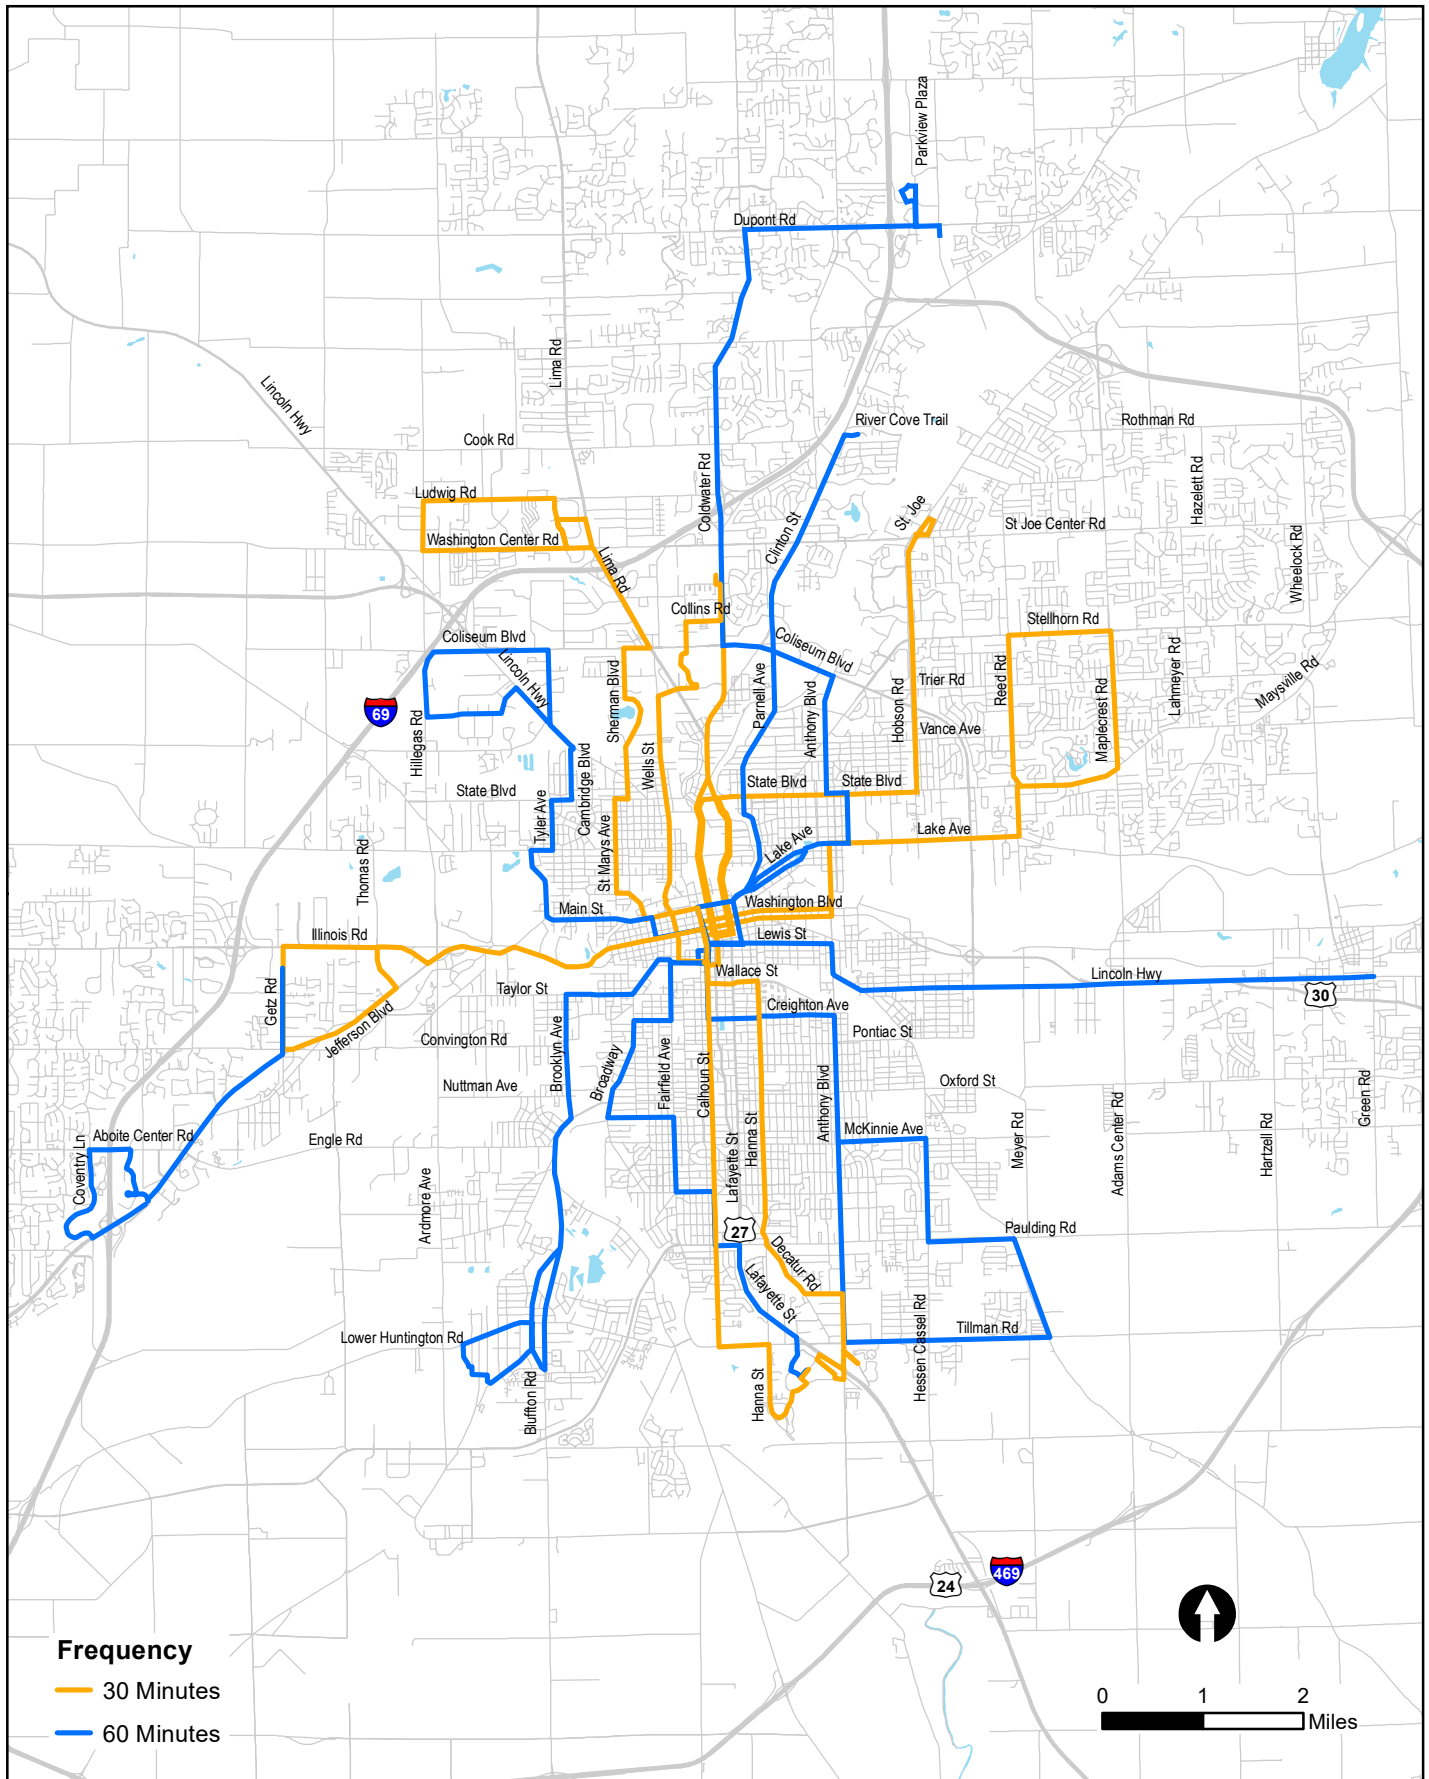 Parkview Plaza
Dupont Rd
Lima Rd
Lincoln Hwy
River Cove Trail
Rothman Rd
Cook Rd
Coldwater Rd
Hazelett Rd
Ludwig Rd
St. Joe
St Joe Center Rd
Clinton St
Washington Center Rd
Wheelock Rd
Lima Rd
Collins Rd
Stellhorn Rd
Coliseum Blvd
Coliseum Blvd
Lincoln Hwy
Sherman Blvd
Parnell Ave
Anthony Blvd
Trier Rd
Reed Rd
Lahmeyer Rd
Maysville Rd
69
Hobson Rd
Maplecrest Rd
Vance Ave
Hillegas Rd
Cambridge Blvd
Wells St
State Blvd
State Blvd
State Blvd
Tyler Ave
Lake Ave
Lake Ave
St Marys Ave
Thomas Rd
Main St
Washington Blvd
Illinois Rd
Lewis St
Wallace St
Lincoln Hwy
30
Taylor St
Getz Rd
Creighton Ave
Jefferson Blvd
Convington Rd
Pontiac St
Brooklyn Ave
Broadway
Fairfield Ave
Calhoun St
Nuttman Ave
Oxford St
Anthony Blvd
Green Rd
Aboite Center Rd
Engle Rd
McKinnie Ave
Meyer Rd
Adams Center Rd
Hartzell Rd
Coventry Ln
Lafayette St
Hanna St
Ardmore Ave
27
Paulding Rd
Decatur Rd
Lafayette St
Lower Huntington Rd
Tillman Rd
Hessen Cassel Rd
Bluffton Rd
Hanna St
469
24
Frequency
30 Minutes
60 Minutes
0 1 2
Miles